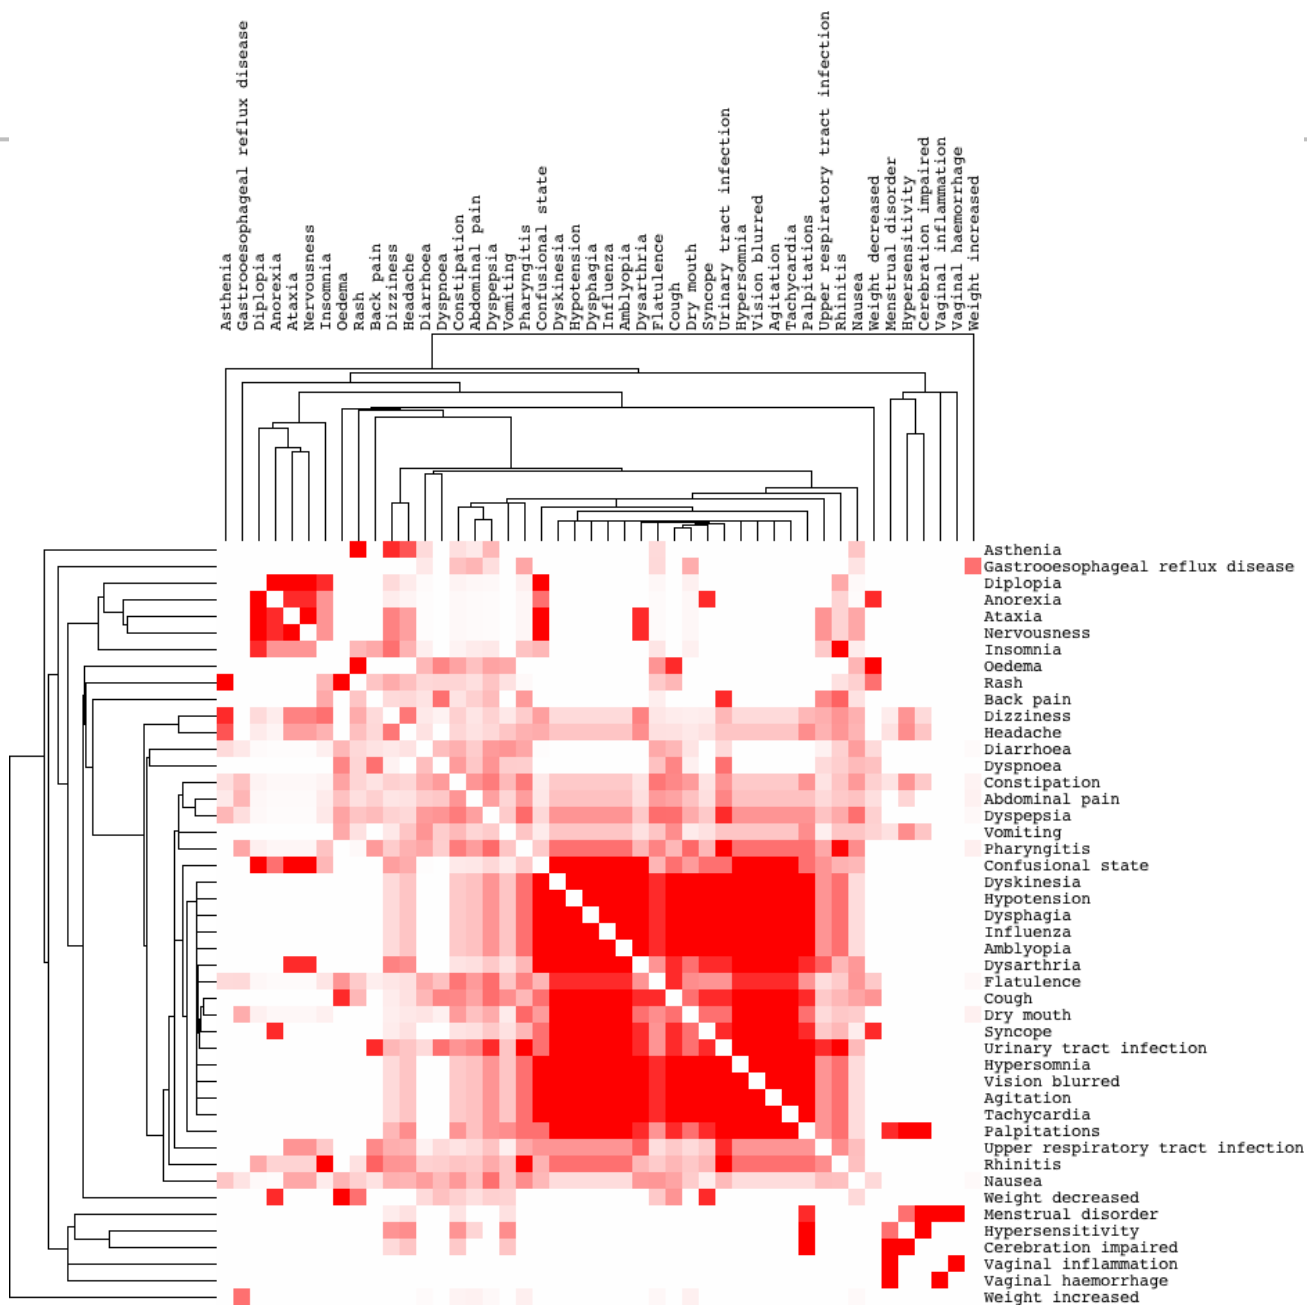 Asthenia
Gastrooesophageal reflux disease
Diplopia
Anorexia
Ataxia
Nervousness
Insomnia
Oedema
Rash
Back pain
Dizziness
Headache
Diarrhoea
Dyspnoea
Constipation
Abdominal pain
Dyspepsia
Vomiting
Pharyngitis
Confusional state
Dyskinesia
Hypotension
Dysphagia
Influenza
Amblyopia
Dysarthria
Flatulence
Cough
Dry mouth
Syncope
Urinary tract infection
Hypersomnia
Vision blurred
Agitation
Tachycardia
Palpitations
Upper respiratory tract infection
Rhinitis
Nausea
Weight decreased
Menstrual disorder
Hypersensitivity
Cerebration impaired
Vaginal inflammation
Vaginal haemorrhage
Weight increased
Asthenia
Gastrooesophageal reflux disease
Diplopia
Anorexia
Ataxia
Nervousness
Insomnia
Oedema
Rash
Back pain
Dizziness
Headache
Diarrhoea
Dyspnoea
Constipation
Abdominal pain
Dyspepsia
Vomiting
Pharyngitis
Confusional state
Dyskinesia
Hypotension
Dysphagia
Influenza
Amblyopia
Dysarthria
Flatulence
Cough
Dry mouth
Syncope
Urinary tract infection
Hypersomnia
Vision blurred
Agitation
Tachycardia
Palpitations
Upper respiratory tract infection
Rhinitis
Nausea
Weight decreased
Menstrual disorder
Hypersensitivity
Cerebration impaired
Vaginal inflammation
Vaginal haemorrhage
Weight increased